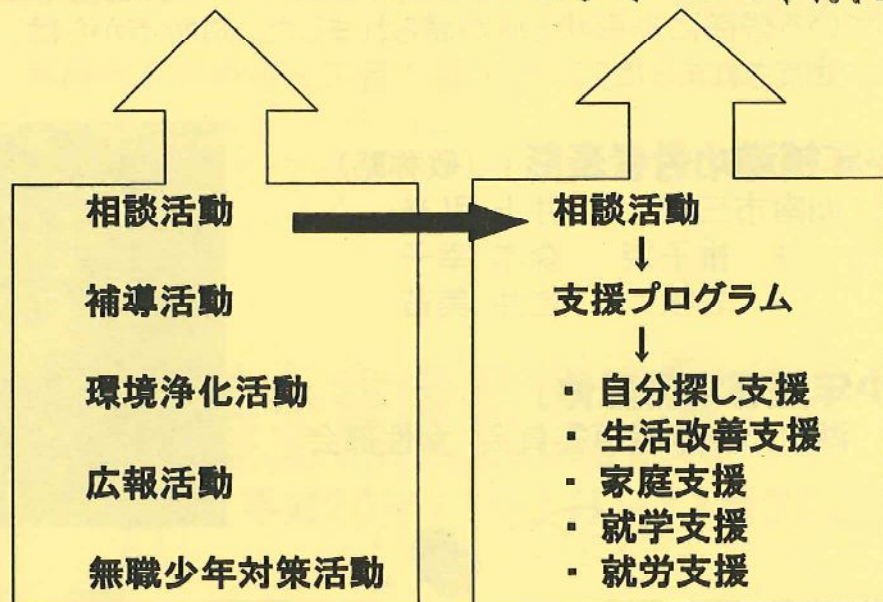 相談活動
補導活動
環境浄化活動
広報活動
無職少年対策活動
相談活動
↓
支援プログラム
↓
・ 自分探し支援
・ 生活改善支援
・ 家庭支援
・ 就学支援
・ 就労支援